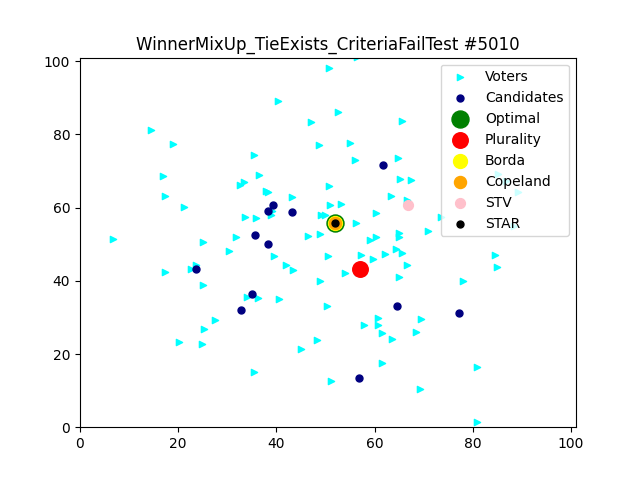 WinnerMixUp_TieExists_CriteriaFailTest #5010
100
80
60
40
20
0
0 20 40 60 80 100
Voters
Candidates
Optimal
Plurality
Borda
Copeland
STV
STAR